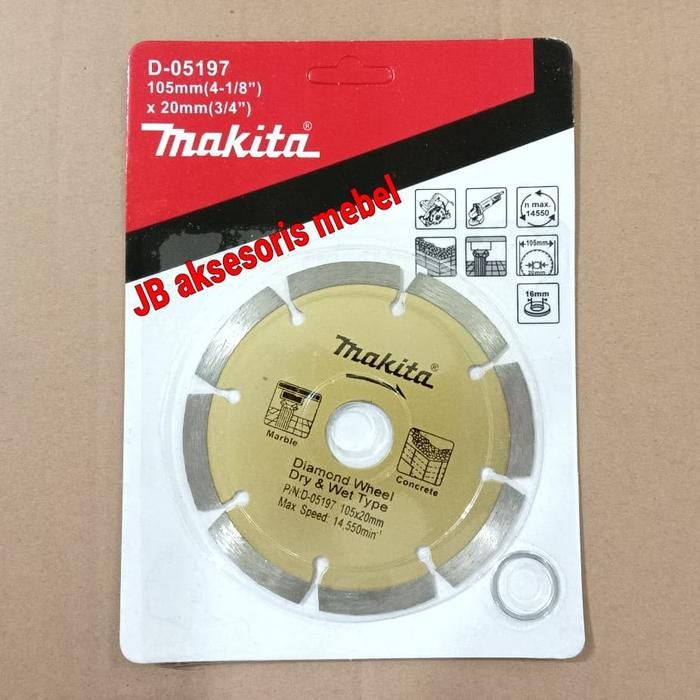 D-05197
105mm(4-1/8")
x 20mm(3/4")
makita®
JB aksesoris mebel
n max.
14550
105mm
20mm
16mm
makita®
Marble
Concrete
Diamond Wheel
Dry & Wet Type
P/N:D-05197 105x20mm
Max Speed: 14,550min⁻¹